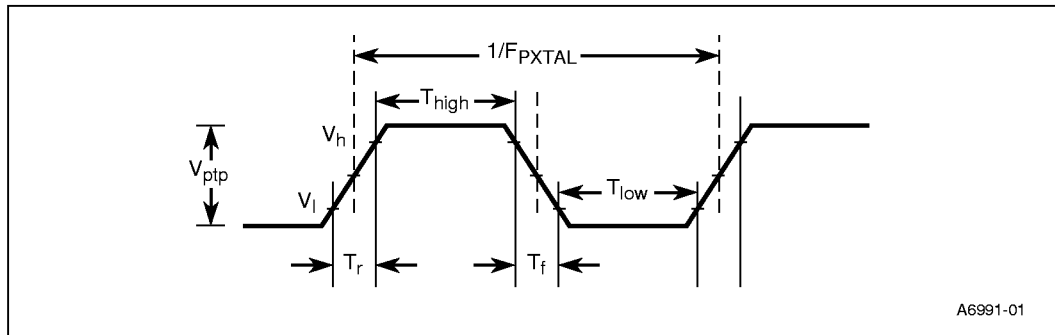 1/FPXTAL
Thigh
Vh
Vptp
Vl
Tlow
Tr
Tf
A6991-01